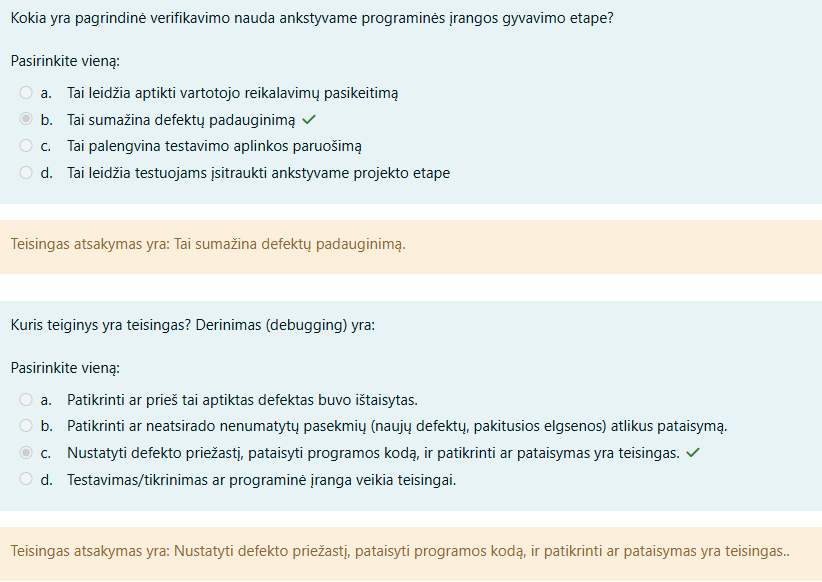 Kokia yra pagrindinė verifikavimo nauda ankstyvame programinės įrangos gyvavimo etape?
Pasirinkite vieną:
a. Tai leidžia aptikti vartotojo reikalavimų pasikeitimą
b. Tai sumažina defektų padauginimą
c. Tai palengvina testavimo aplinkos paruošimą
d. Tai leidžia testuojams įsitraukti ankstyvame projekto etape
Teisingas atsakymas yra: Tai sumažina defektų padauginimą.
Kuris teiginys yra teisingas? Derinimas (debugging) yra:
Pasirinkite vieną:
a. Patikrinti ar prieš tai aptiktas defektas buvo ištaisytas.
b. Patikrinti ar neatsirado nenumatytų pasekmių (naujų defektų, pakitusios elgsenos) atlikus pataisymą.
c. Nustatyti defekto priežastį, pataisyti programos kodą, ir patikrinti ar pataisymas yra teisingas.
d. Testavimas/tikrinimas ar programinė įranga veikia teisingai.
Teisingas atsakymas yra: Nustatyti defekto priežastį, pataisyti programos kodą, ir patikrinti ar pataisymas yra teisingas..